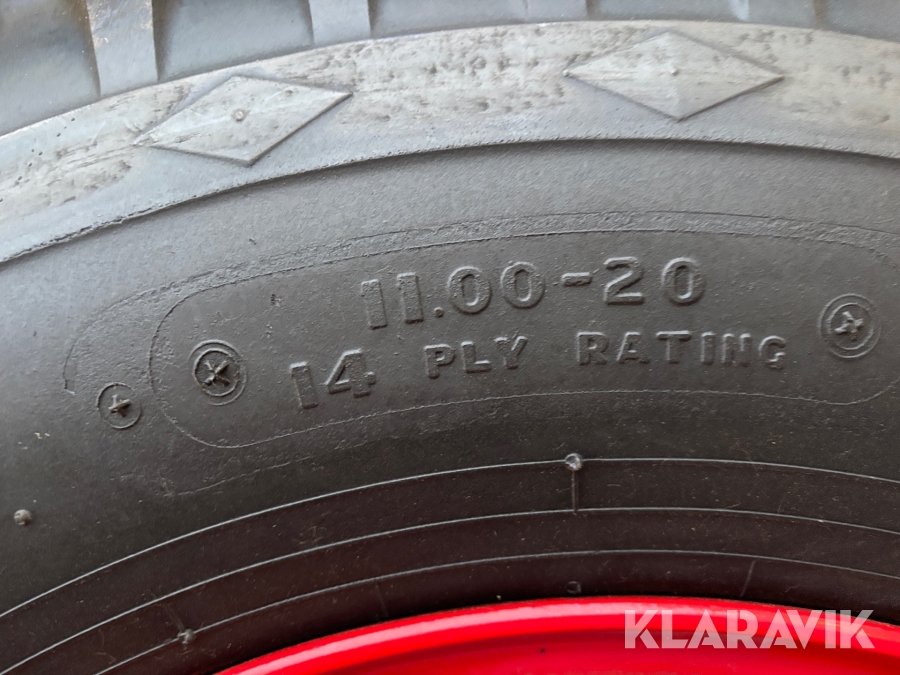 11.00-20
14 PLY RATING
KLARAVIK